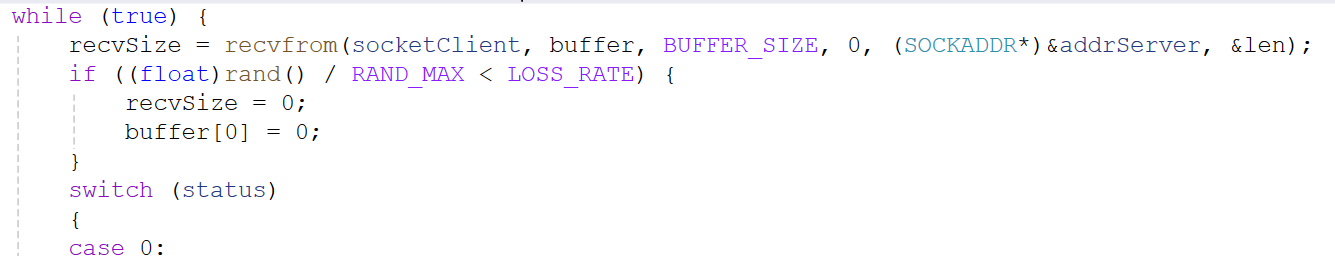 while (true) {
    recvSize = recvfrom(socketClient, buffer, BUFFER_SIZE, 0, (SOCKADDR*)&addrServer, &len);
    if ((float)rand() / RAND_MAX < LOSS_RATE) {
        recvSize = 0;
        buffer[0] = 0;
    }
    switch (status)
    {
    case 0: